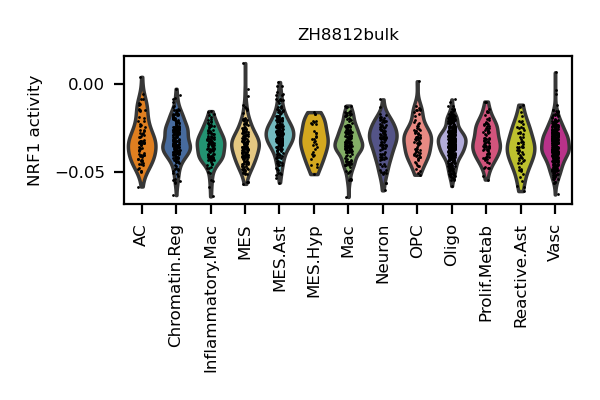 ZH8812bulk
NRF1 activity
0.00
−0.05
AC
Chromatin.Reg
Inflammatory.Mac
MES
MES.Ast
MES.Hyp
Mac
Neuron
OPC
Oligo
Prolif.Metab
Reactive.Ast
Vasc